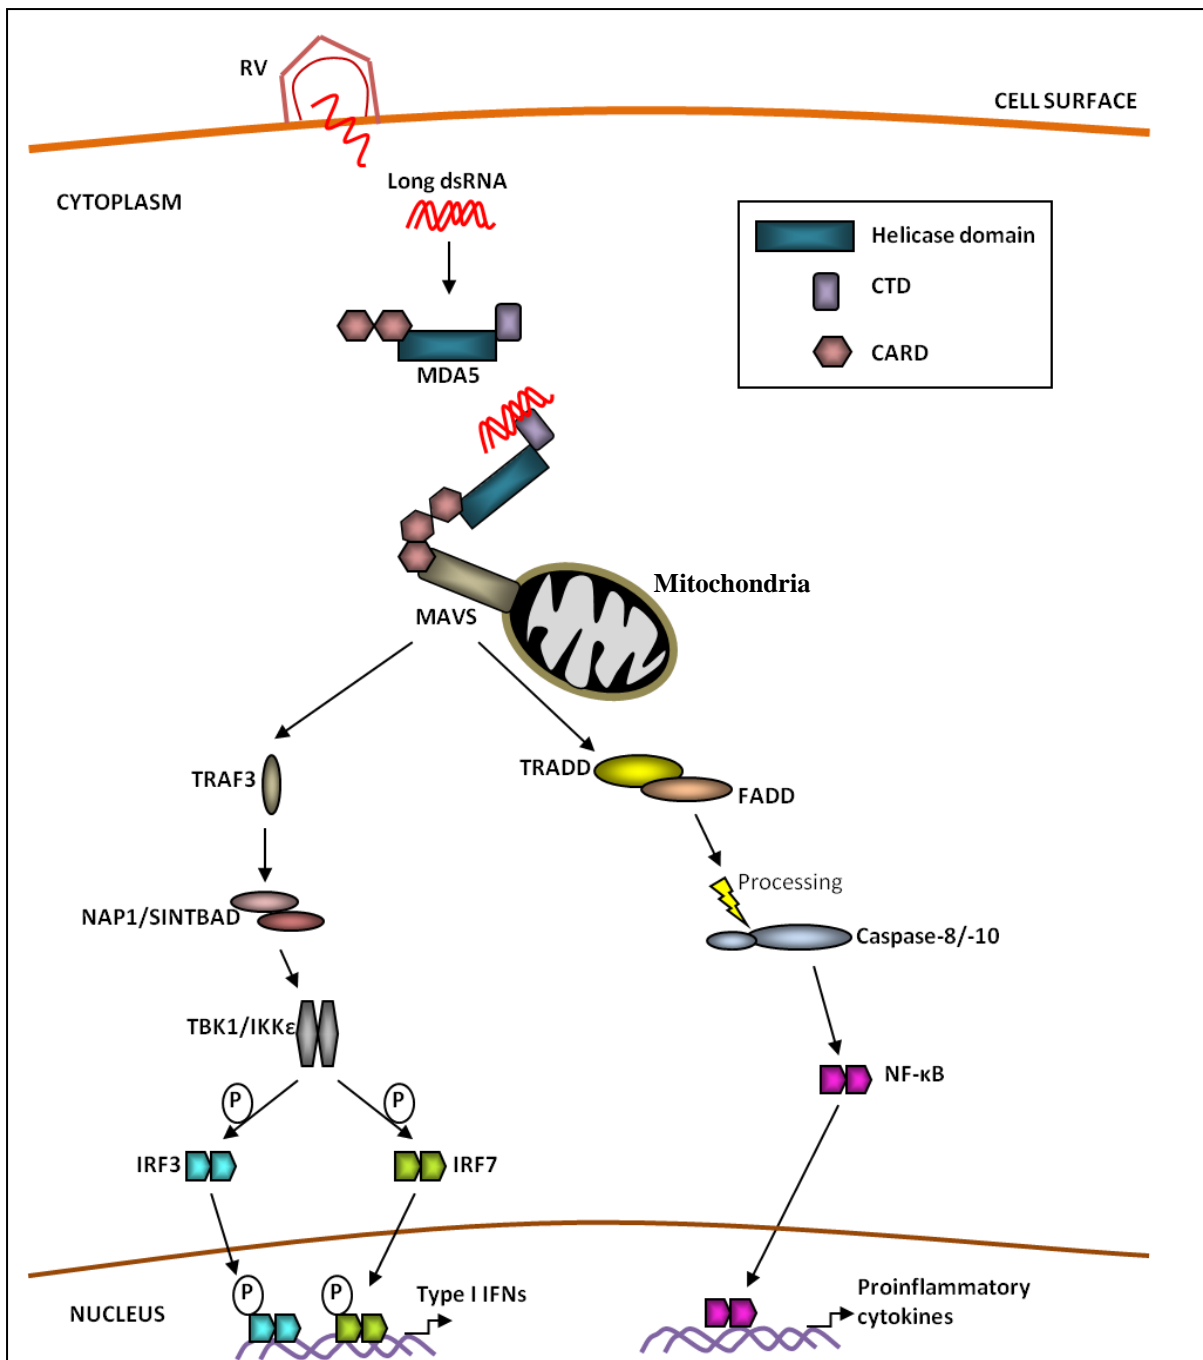 RV
CELL SURFACE
CYTOPLASM
Long dsRNA
Helicase domain
CTD
CARD
MDA5
Mitochondria
MAVS
TRAF3
TRADD
FADD
Processing
NAP1/SINTBAD
Caspase-8/-10
TBK1/IKKε
NF-κB
P
P
IRF3
IRF7
P
P
Type I IFNs
Proinflammatory
cytokines
NUCLEUS